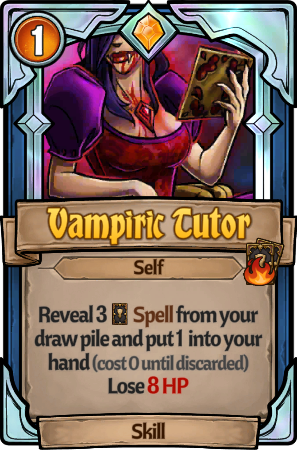 1
Vampiric Tutor
Self
Reveal 3 Spell from your
draw pile and put 1 into your
hand (cost 0 until discarded)
Lose 8 HP
Skill